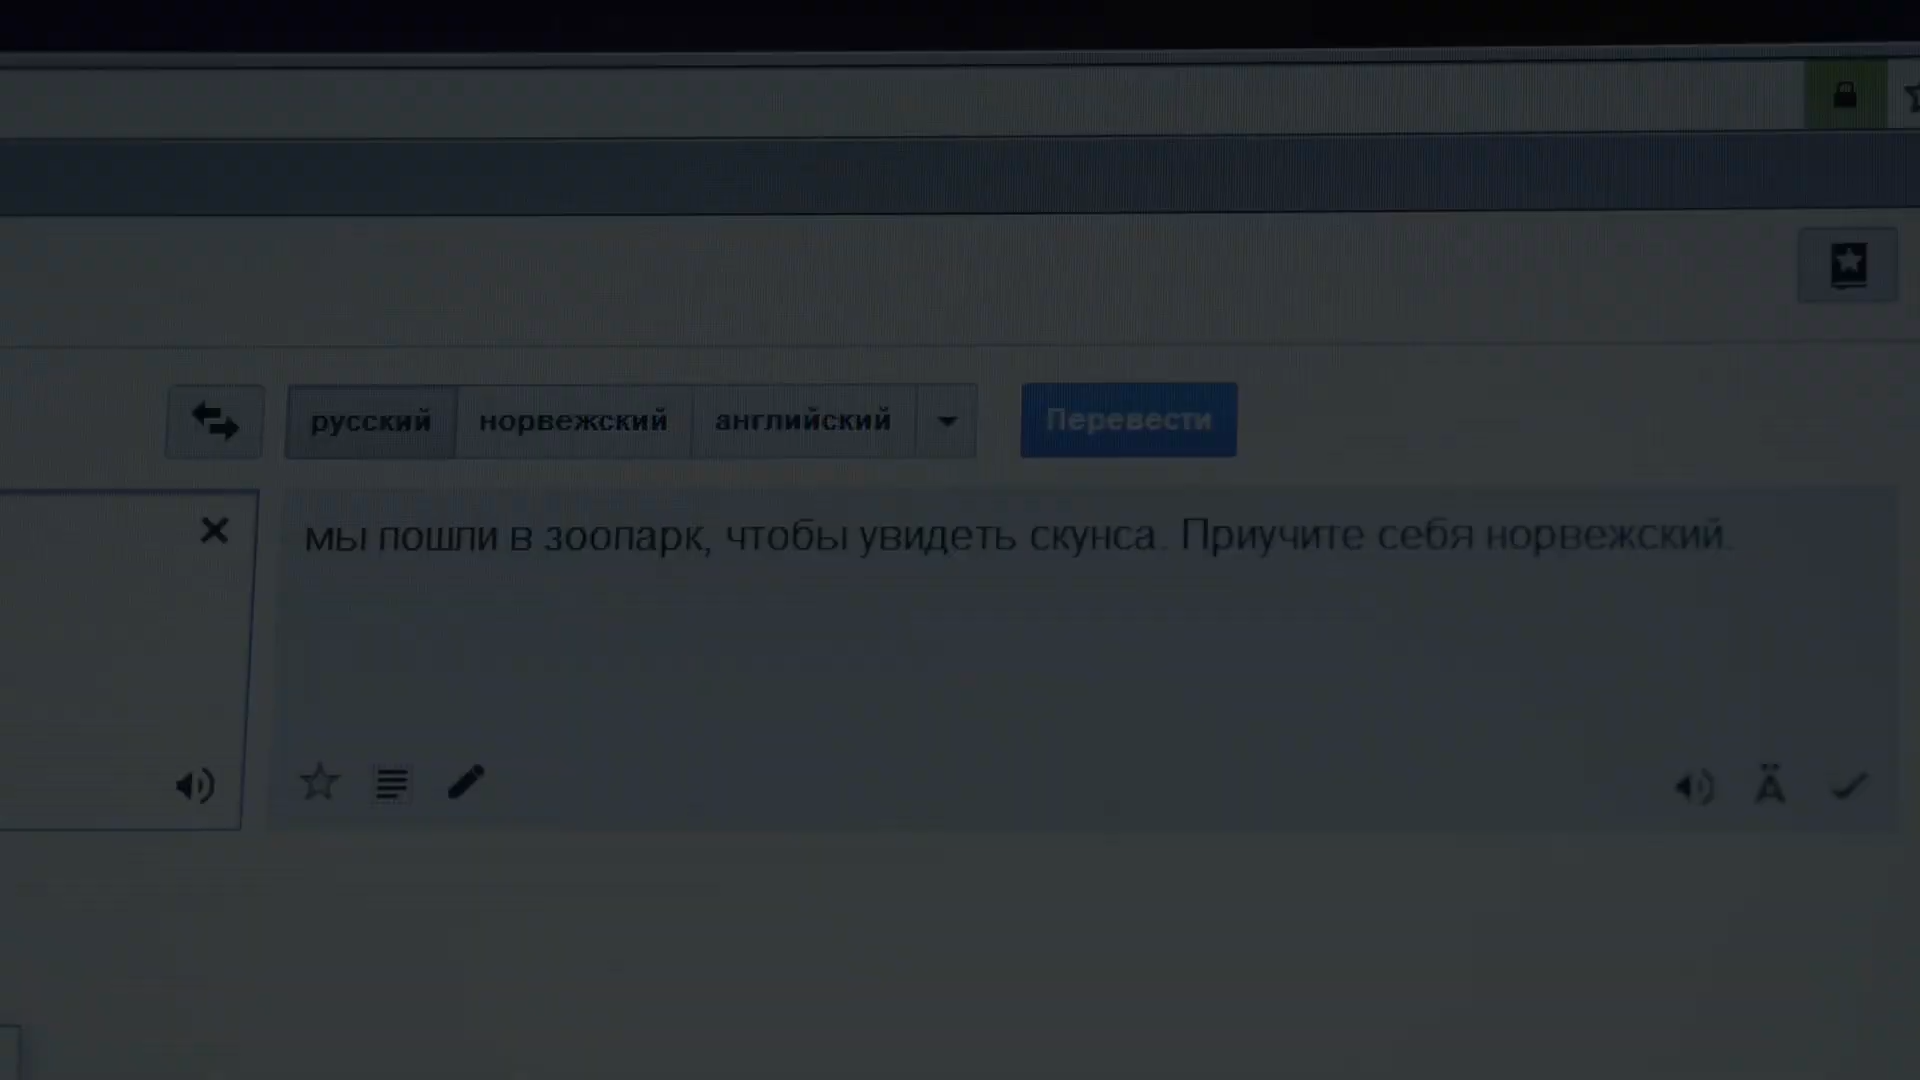 русский норвежский английский Перевести
мы пошли в зоопарк, чтобы увидеть скунса. Приучите себя норвежский.
Ä